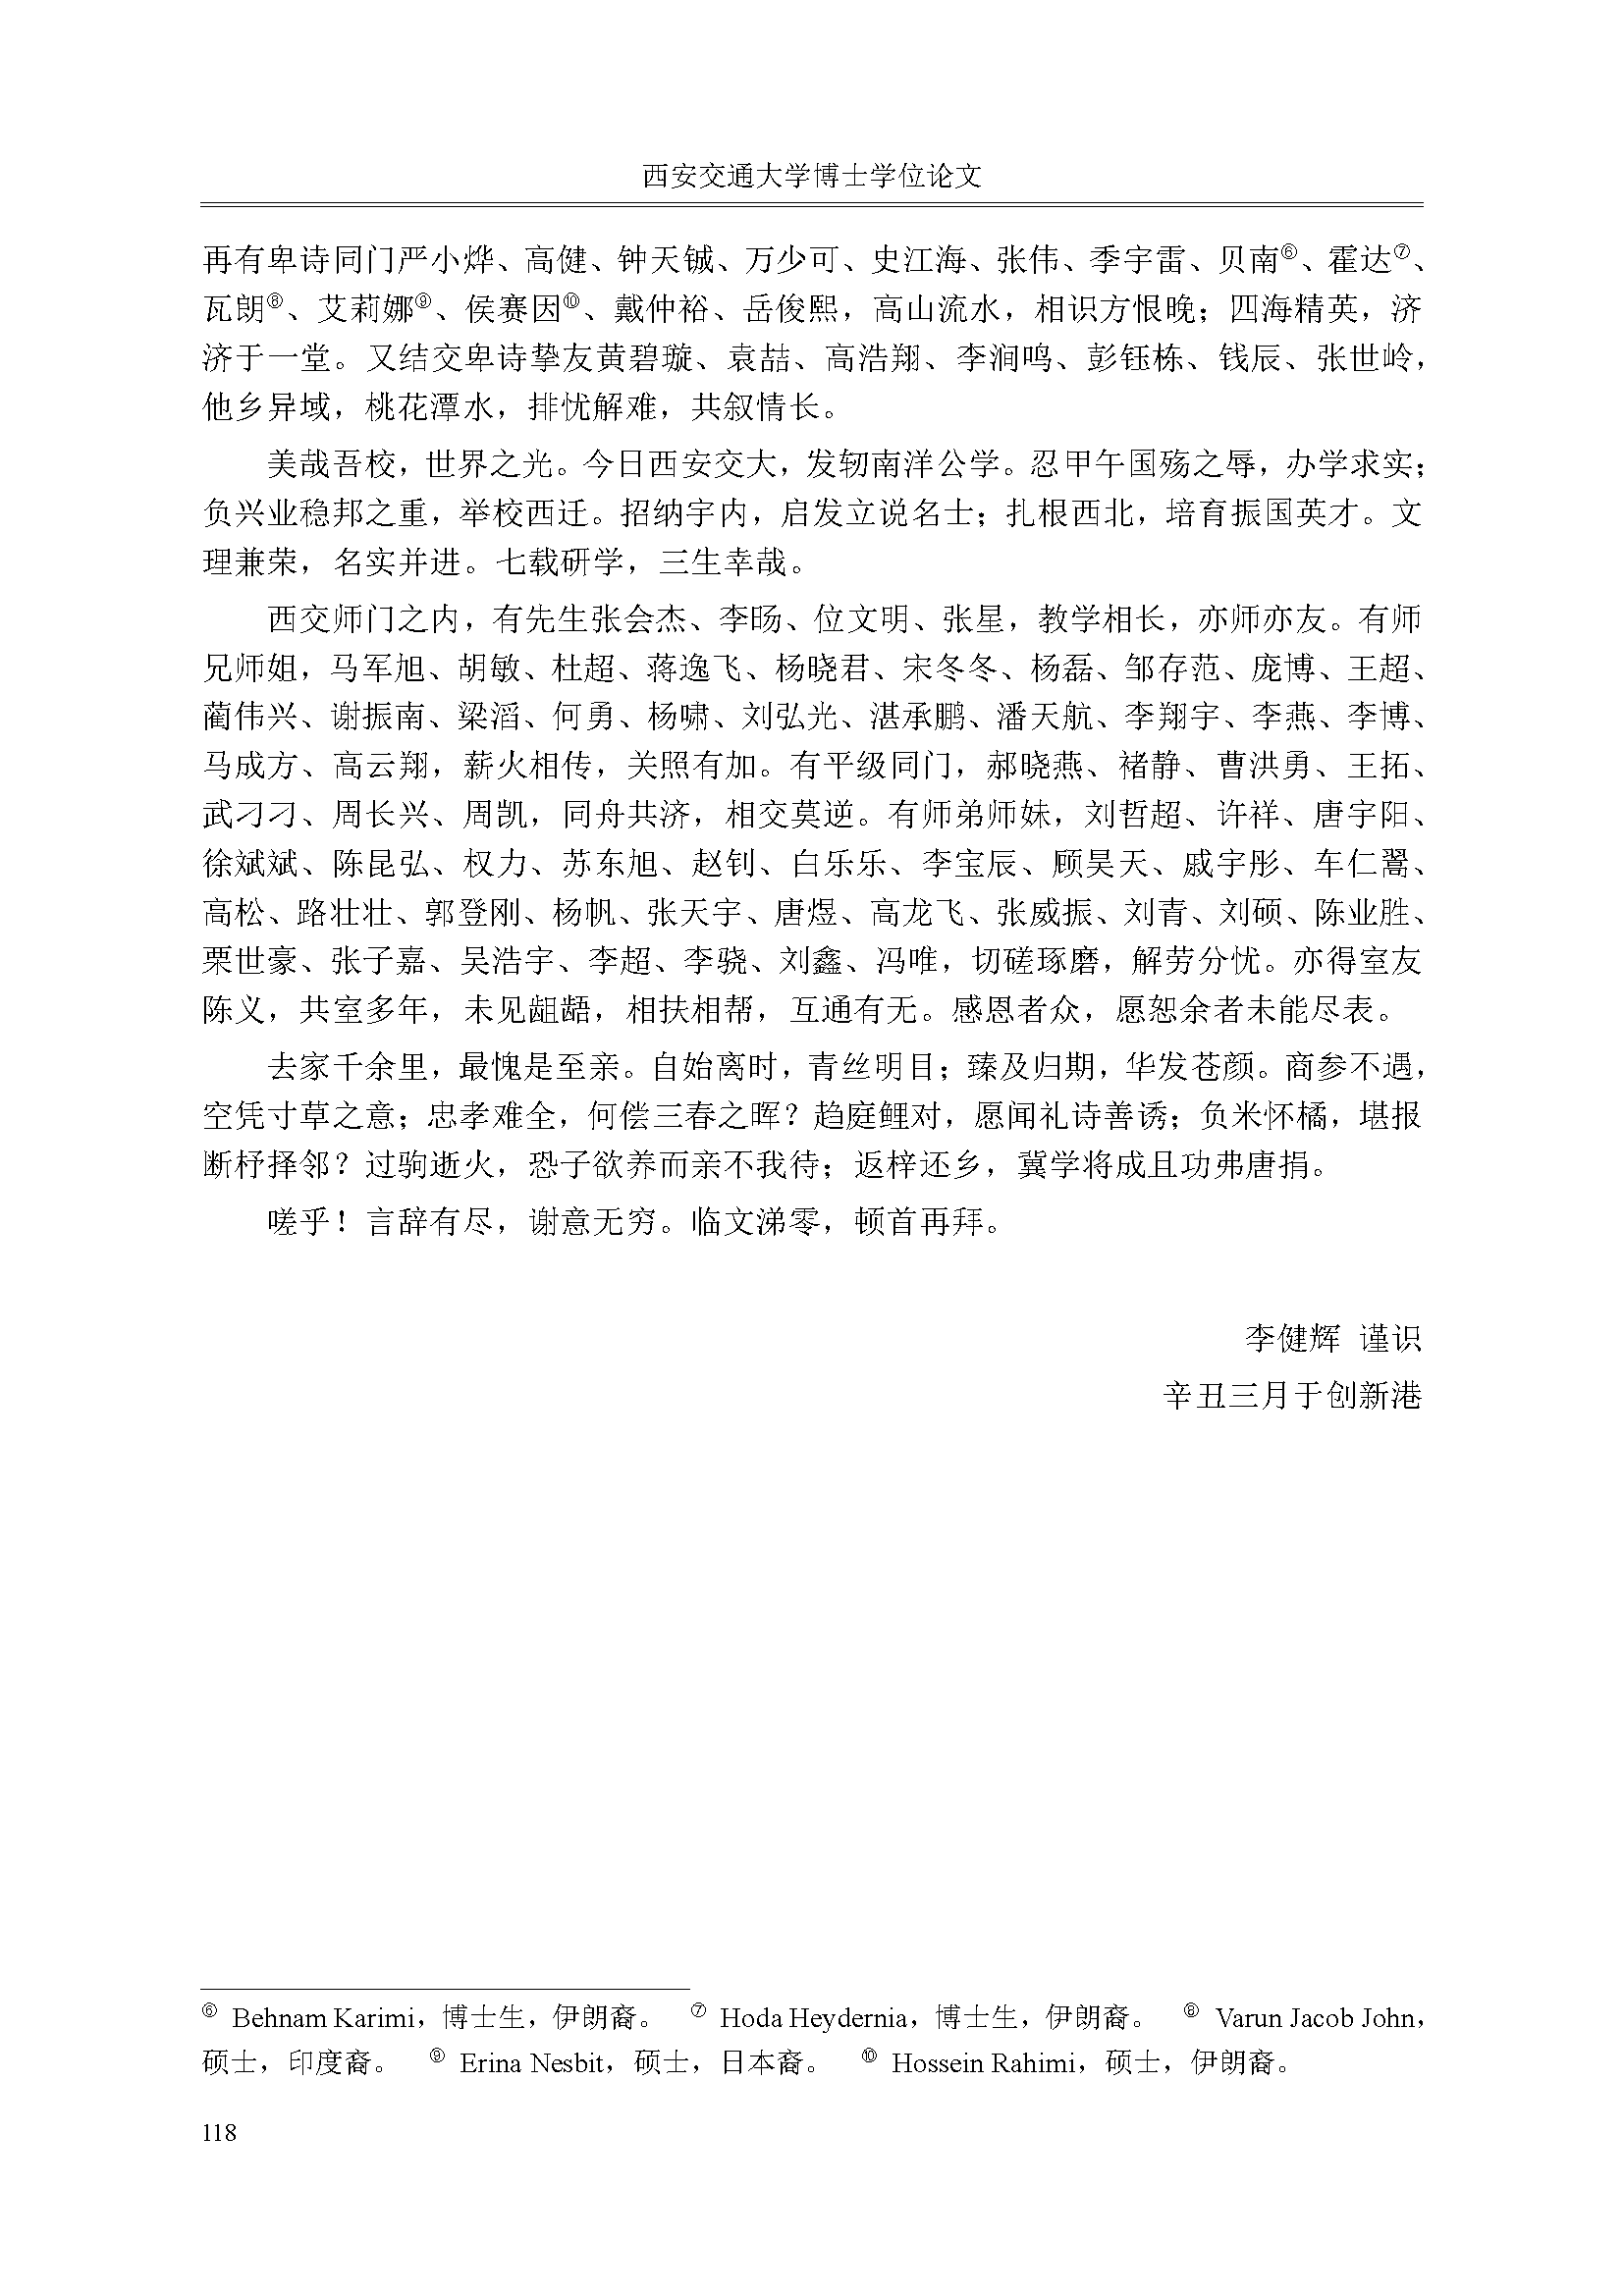 西安交通大学博士学位论文
再有卑诗同门严小烨、高健、钟天铖、万少可、史江海、张伟、季宇雷、贝南⑥、霍达⑦、
瓦朗⑧、艾莉娜⑨、侯赛因⑩、戴仲裕、岳俊熙，高山流水，相识方恨晚；四海精英，济
济于一堂。又结交卑诗挚友黄碧璇、袁喆、高浩翔、李涧鸣、彭钰栋、钱辰、张世岭，
他乡异域，桃花潭水，排忧解难，共叙情长。
美哉吾校，世界之光。今日西安交大，发轫南洋公学。忍甲午国殇之辱，办学求实；
负兴业稳邦之重，举校西迁。招纳宇内，启发立说名士；扎根西北，培育振国英才。文
理兼荣，名实并进。七载研学，三生幸哉。
西交师门之内，有先生张会杰、李旸、位文明、张星，教学相长，亦师亦友。有师
兄师姐，马军旭、胡敏、杜超、蒋逸飞、杨晓君、宋冬冬、杨磊、邹存范、庞博、王超、
蔺伟兴、谢振南、梁滔、何勇、杨啸、刘弘光、湛承鹏、潘天航、李翔宇、李燕、李博、
马成方、高云翔，薪火相传，关照有加。有平级同门，郝晓燕、褚静、曹洪勇、王拓、
武刁刁、周长兴、周凯，同舟共济，相交莫逆。有师弟师妹，刘哲超、许祥、唐宇阳、
徐斌斌、陈昆弘、权力、苏东旭、赵钊、白乐乐、李宝辰、顾昊天、戚宇彤、车仁翯、
高松、路壮壮、郭登刚、杨帆、张天宇、唐煜、高龙飞、张威振、刘青、刘硕、陈业胜、
栗世豪、张子嘉、吴浩宇、李超、李骁、刘鑫、冯唯，切磋琢磨，解劳分忧。亦得室友
陈义，共室多年，未见龃龉，相扶相帮，互通有无。感恩者众，愿恕余者未能尽表。
去家千余里，最愧是至亲。自始离时，青丝明目；臻及归期，华发苍颜。商参不遇，
空凭寸草之意；忠孝难全，何偿三春之晖？趋庭鲤对，愿闻礼诗善诱；负米怀橘，堪报
断杼择邻？过驹逝火，恐子欲养而亲不我待；返梓还乡，冀学将成且功弗唐捐。
嗟乎！言辞有尽，谢意无穷。临文涕零，顿首再拜。
李健辉 谨识
辛丑三月于创新港
⑥ Behnam Karimi，博士生，伊朗裔。 ⑦ Hoda Heydernia，博士生，伊朗裔。 ⑧ Varun Jacob John，
硕士，印度裔。 ⑨ Erina Nesbit，硕士，日本裔。 ⑩ Hossein Rahimi，硕士，伊朗裔。
118